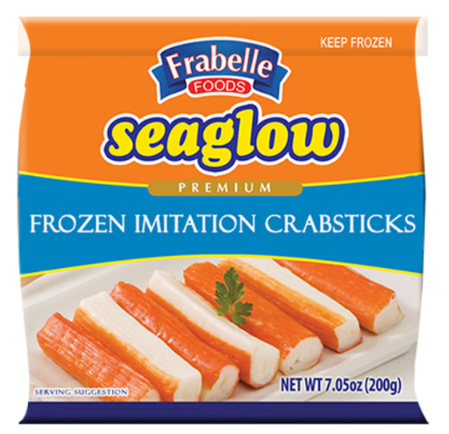 KEEP FROZEN
Frabelle
FOODS
seaglow
PREMIUM
FROZEN IMITATION CRABSTICKS
SERVING SUGGESTION
NET WT 7.05oz (200g)